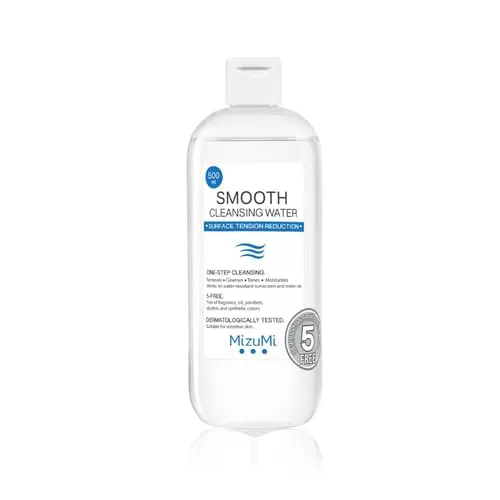 500
ml
SMOOTH
CLEANSING WATER
• SURFACE TENSION REDUCTION •
ONE-STEP CLEANSING.
Removes • Cleanses • Tones • Moisturizes
Works on water-resistant sunscreen and make-up.
5-FREE.
Free of fragrance, oil, parabens,
alcohol and synthetic colors.
DERMATOLOGICALLY TESTED.
Suitable for sensitive skin.
5
FREE
MizuMi